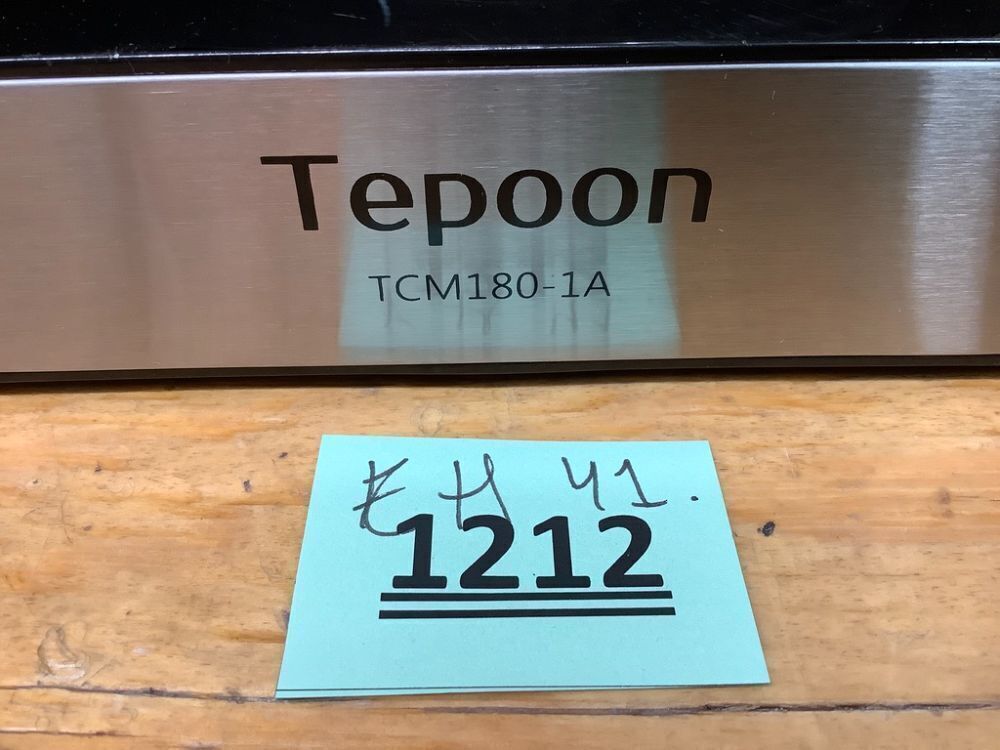 Tepoon
TCM180-1A
EH 41.
1212